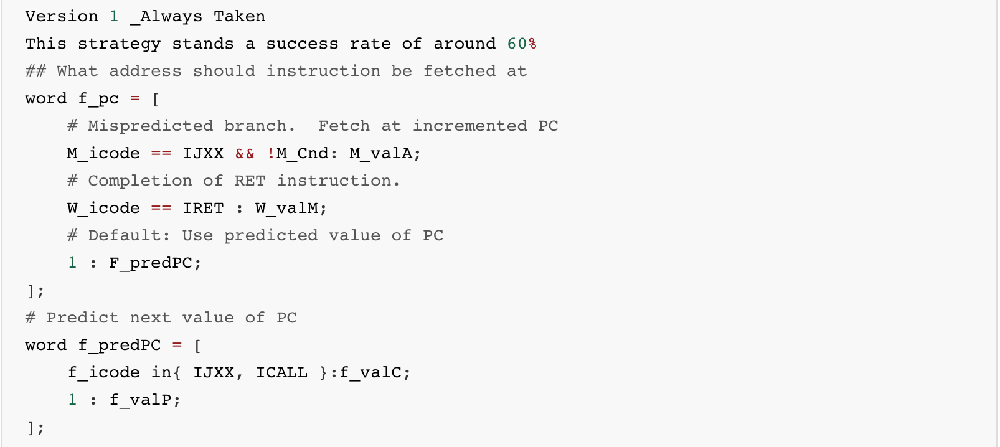 Version 1 _Always Taken
This strategy stands a success rate of around 60%
## What address should instruction be fetched at
word f_pc = [
    # Mispredicted branch.  Fetch at incremented PC
    M_icode == IJXX && !M_Cnd: M_valA;
    # Completion of RET instruction.
    W_icode == IRET : W_valM;
    # Default: Use predicted value of PC
    1 : F_predPC;
];
# Predict next value of PC
word f_predPC = [
    f_icode in{ IJXX, ICALL }:f_valC;
    1 : f_valP;
];